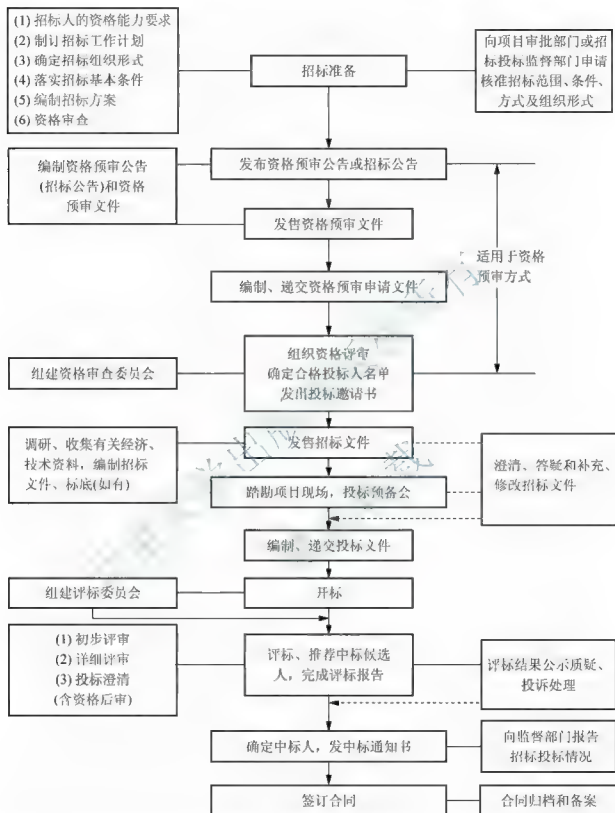 (1) 招标人的资格能力要求
(2) 制订招标工作计划
(3) 确定招标组织形式
(4) 落实招标基本条件
(5) 编制招标方案
(6) 资格审查
招标准备
向项目审批部门或招
标投标监督部门申请
核准招标范围、条件、
方式及组织形式
编制资格预审公告
(招标公告)和资格
预审文件
发布资格预审公告或招标公告
发售资格预审文件
适用于资格
预审方式
编制、递交资格预审申请文件
组建资格审查委员会
组织资格评审
确定合格投标人名单
发出投标邀请书
调研、收集有关经济、
技术资料，编制招标
文件、标底(如有)
发售招标文件
踏勘项目现场，投标预备会
澄清、答疑和补充、
修改招标文件
编制、递交投标文件
组建评标委员会
开标
(1) 初步评审
(2) 详细评审
(3) 投标澄清
(含资格后审)
评标、推荐中标候选
人，完成评标报告
评标结果公示质疑、
投诉处理
确定中标人，发中标通知书
向监督部门报告
招标投标情况
签订合同
合同归档和备案